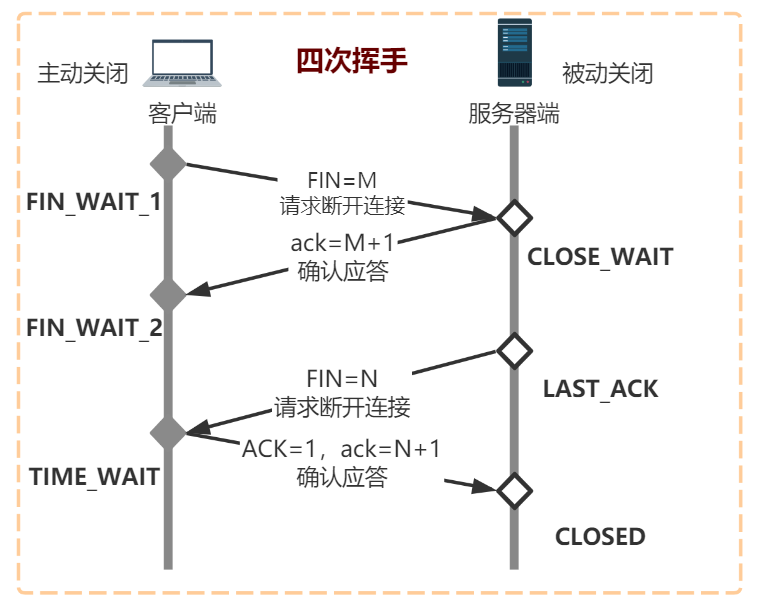 四次挥手
主动关闭
被动关闭
客户端
服务器端
FIN=M
请求断开连接
FIN_WAIT_1
ack=M+1
确认应答
CLOSE_WAIT
FIN_WAIT_2
FIN=N
请求断开连接
LAST_ACK
ACK=1，ack=N+1
确认应答
TIME_WAIT
CLOSED